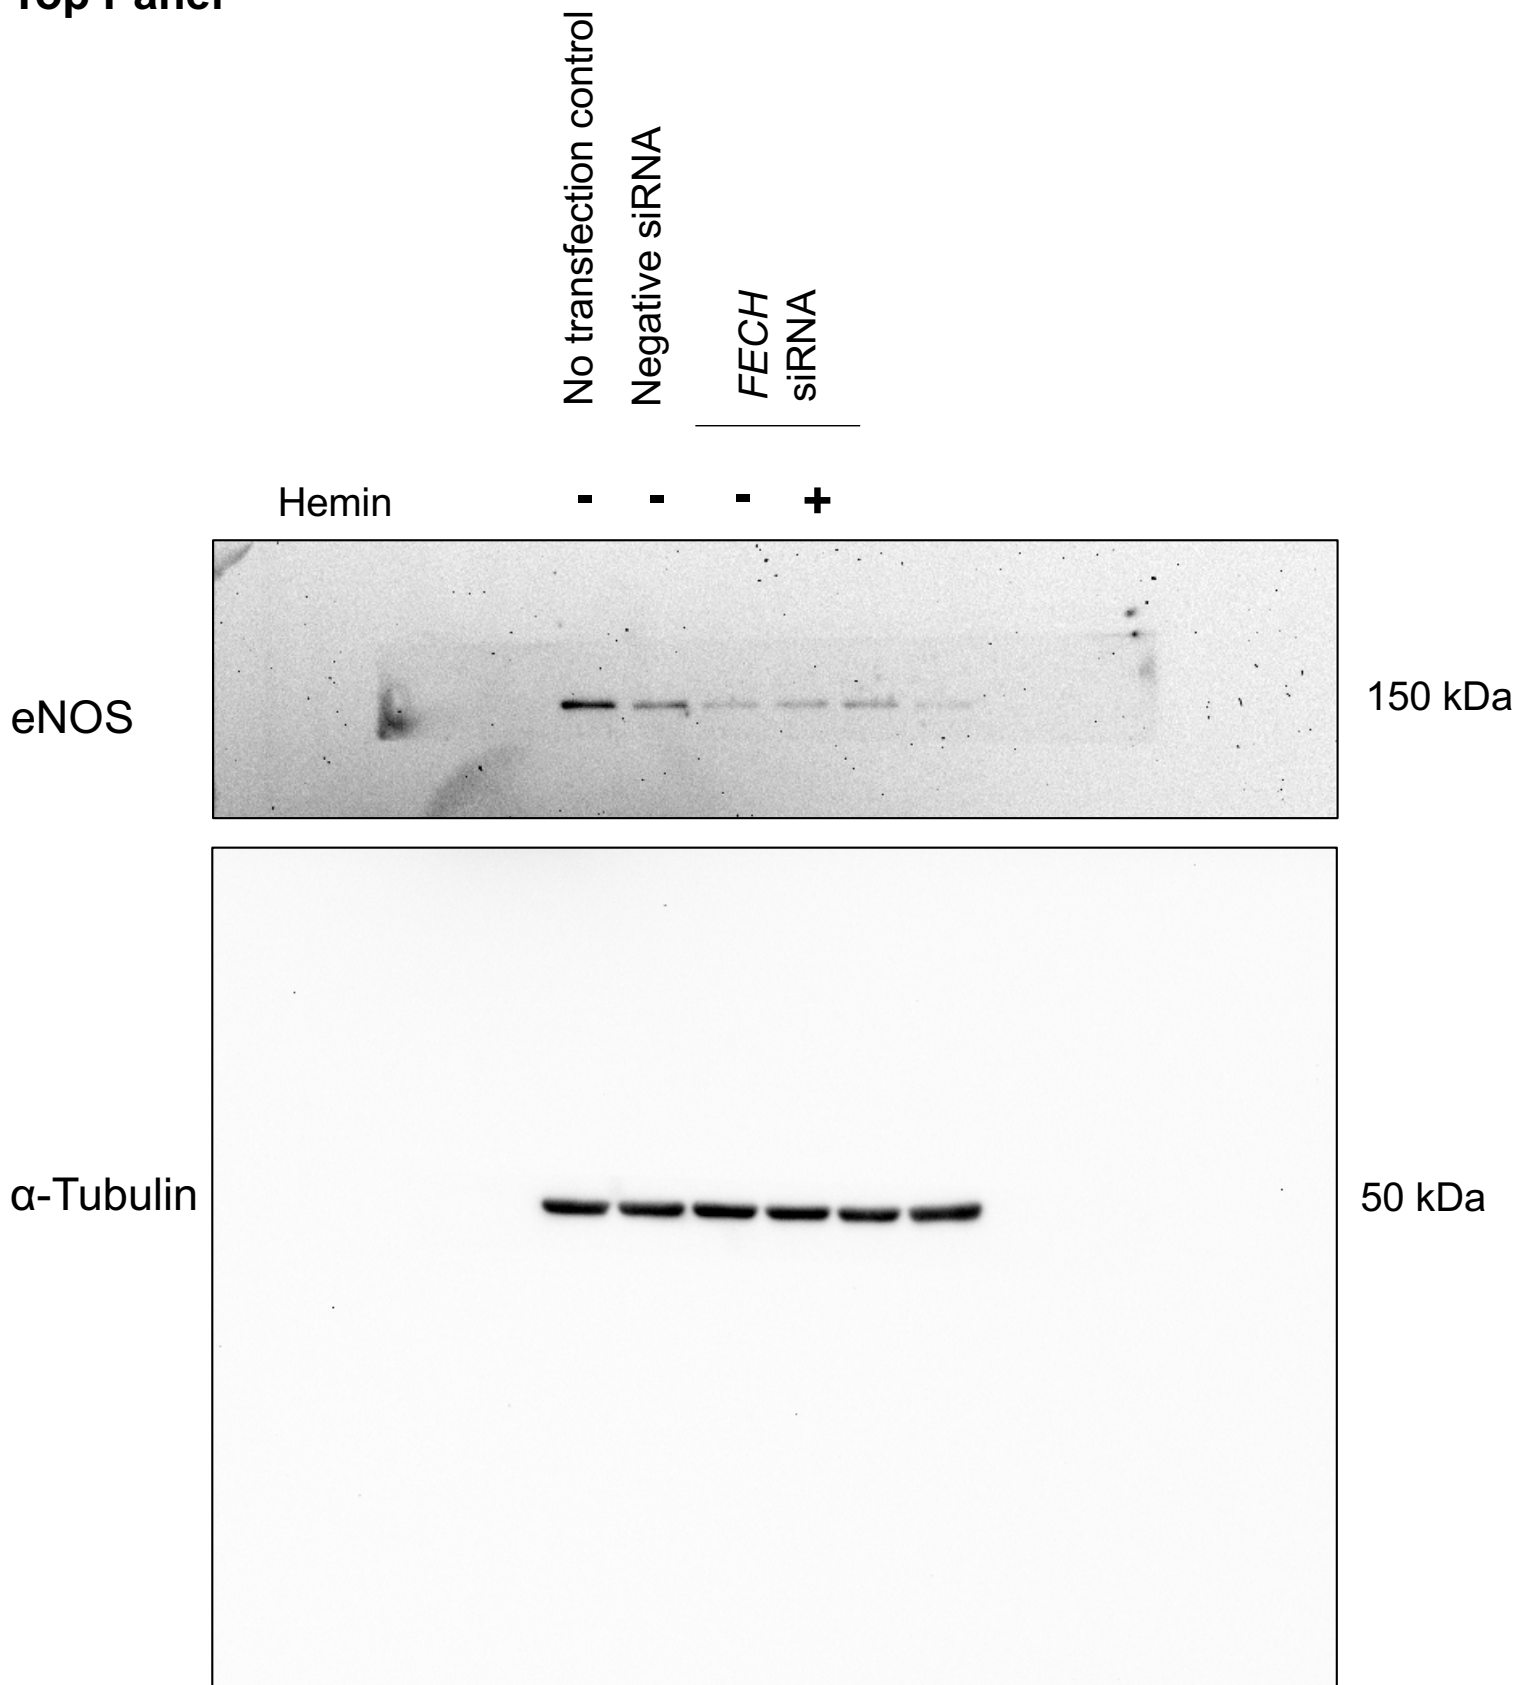 Top Panel
No transfection control
Negative siRNA
FECH
siRNA
Hemin - - - +
eNOS
150 kDa
α-Tubulin
50 kDa